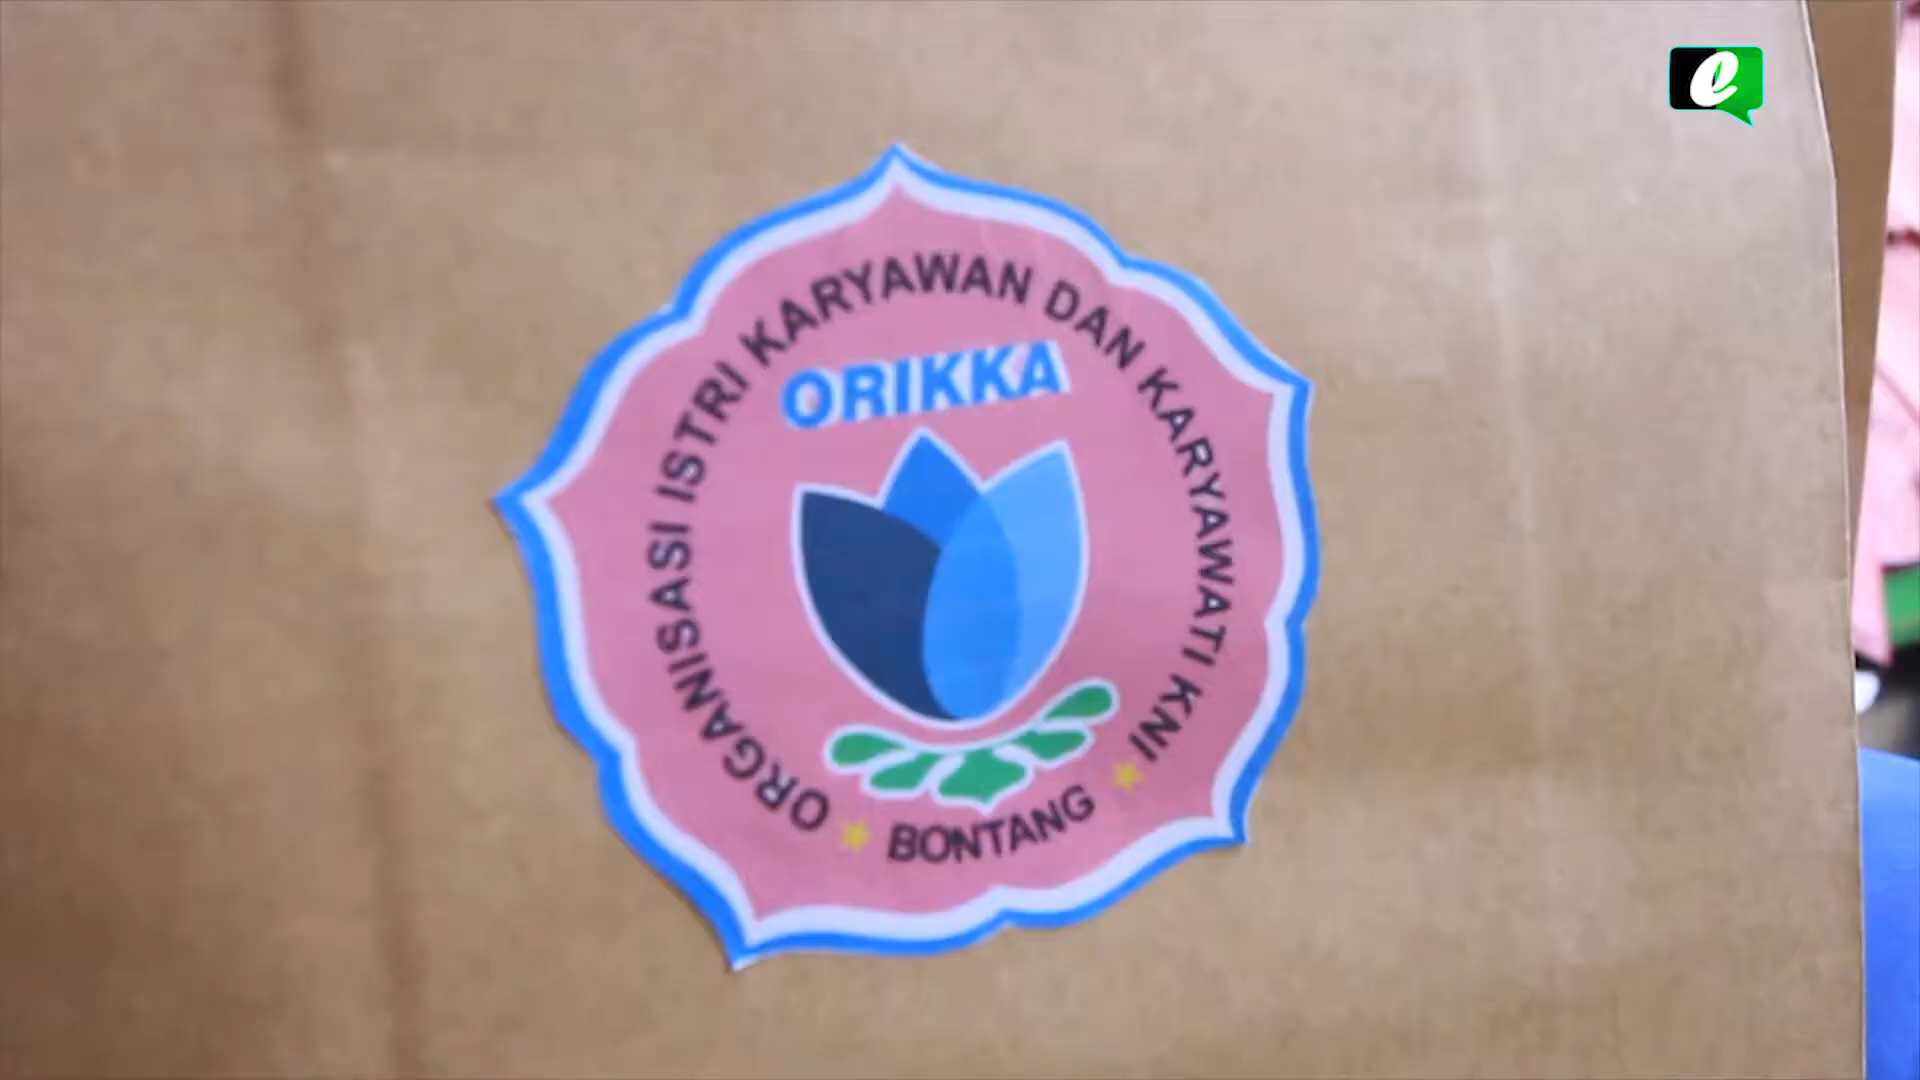 ORGANISASI ISTRI KARYAWAN DAN KARYAWATI KNI
ORIKKA
BONTANG
e